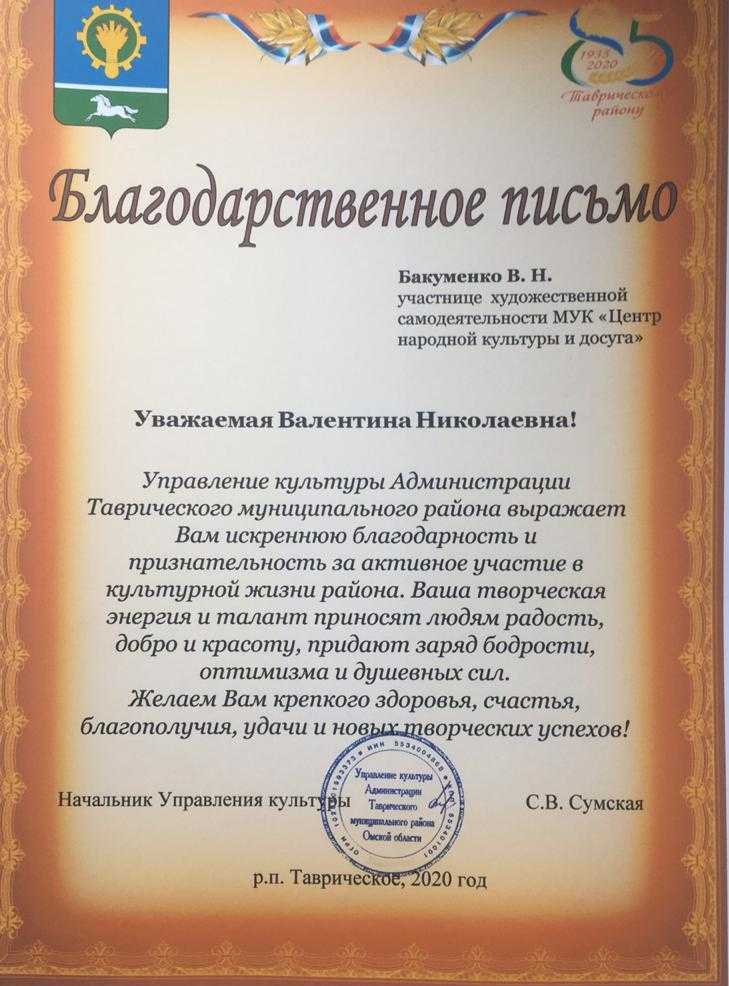 1935
2020
85
Таврическому
району
Благодарственное письмо
Бакуменко В. Н.
участнице художественной
самодеятельности МУК «Центр
народной культуры и досуга»
Уважаемая Валентина Николаевна!
Управление культуры Администрации
Таврического муниципального района выражает
Вам искреннюю благодарность и
признательность за активное участие в
культурной жизни района. Ваша творческая
энергия и талант приносят людям радость,
добро и красоту, придают заряд бодрости,
оптимизма и душевных сил.
Желаем Вам крепкого здоровья, счастья,
благополучия, удачи и новых творческих успехов!
Начальник Управления культуры
С.В. Сумская
Управление культуры
Администрации
Таврического
муниципального района
Омской области
р.п. Таврическое, 2020 год